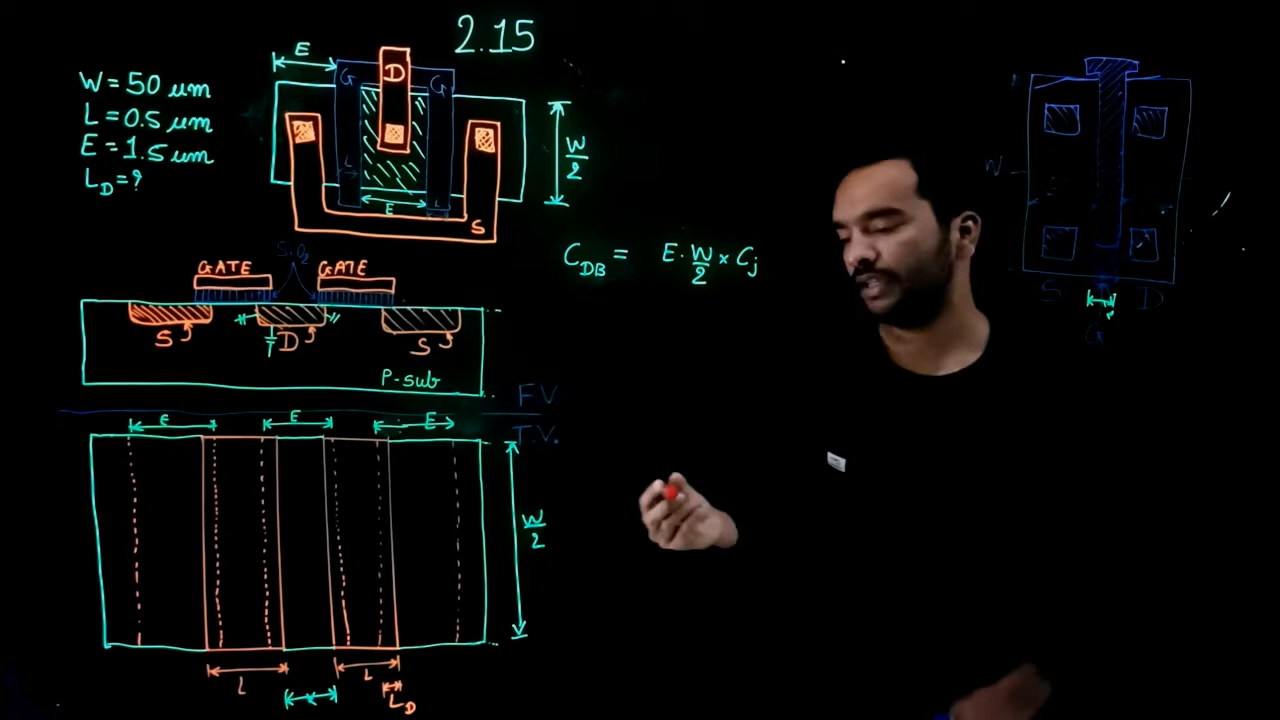 2.15
W = 50 um
L = 0.5 um
E = 1.5 um
L_D = ?
E
G
D
G
L
E
L
S
W/2
C_DB = E · W/2 × C_j
W
S
D
G
SiO2
GATE
GATE
S
D
S
P-sub
FV
T.V.
E
E
E
W/2
L
L
L_D